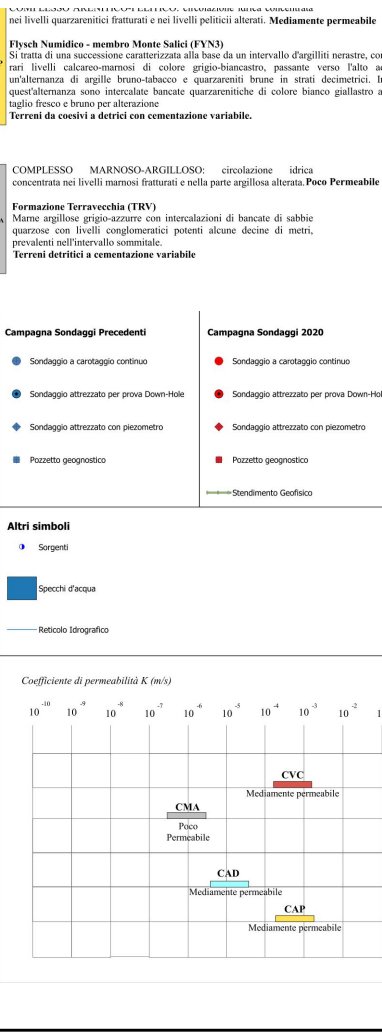 COMPLESSO ARENITICO-PELITICO: circolazione idrica concentrata
nei livelli quarzarenitici fratturati e nei livelli pelitici alterati. Mediamente permeabile
Flysch Numidico - membro Monte Salici (FYN3)
Si tratta di una successione caratterizzata alla base da un intervallo d'argilliti nerastre, con
rari livelli calcareo-marnosi di colore grigio-biancastro, passante verso l'alto ad
un'alternanza di argille bruno-tabacco e quarzareniti brune in strati decimetrici. In
quest'alternanza sono intercalate bancate quarzarenitiche di colore bianco giallastro al
taglio fresco e bruno per alterazione
Terreni da coesivi a detrici con cementazione variabile.
COMPLESSO MARNOSO-ARGILLOSO: circolazione idrica
concentrata nei livelli marnosi fratturati e nella parte argillosa alterata. Poco Permeabile
Formazione Terravecchia (TRV)
Marne argillose grigio-azzurre con intercalazioni di bancate di sabbie
quarzose con livelli conglomeratici potenti alcune decine di metri,
prevalenti nell'intervallo sommitale.
Terreni detritici a cementazione variabile
Campagna Sondaggi Precedenti
Sondaggio a carotaggio continuo
Sondaggio attrezzato per prova Down-Hole
Sondaggio attrezzato con piezometro
Pozzetto geognostico
Campagna Sondaggi 2020
Sondaggio a carotaggio continuo
Sondaggio attrezzato per prova Down-Hol
Sondaggio attrezzato con piezometro
Pozzetto geognostico
Stendimento Geofisico
Altri simboli
Sorgenti
Specchi d'acqua
Reticolo Idrografico
Coefficiente di permeabilità K (m/s)
10⁻¹⁰ 10⁻⁹ 10⁻⁸ 10⁻⁷ 10⁻⁶ 10⁻⁵ 10⁻⁴ 10⁻³ 10⁻² 1
CVC
Mediamente permeabile
CMA
Poco
Permeabile
CAD
Mediamente permeabile
CAP
Mediamente permeabile